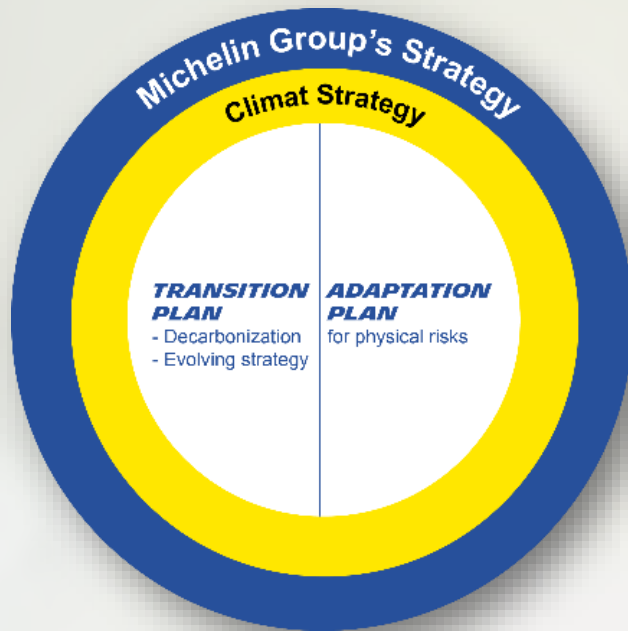 Michelin Group's Strategy
Climat Strategy
TRANSITION
PLAN
- Decarbonization
- Evolving strategy
ADAPTATION
PLAN
for physical risks